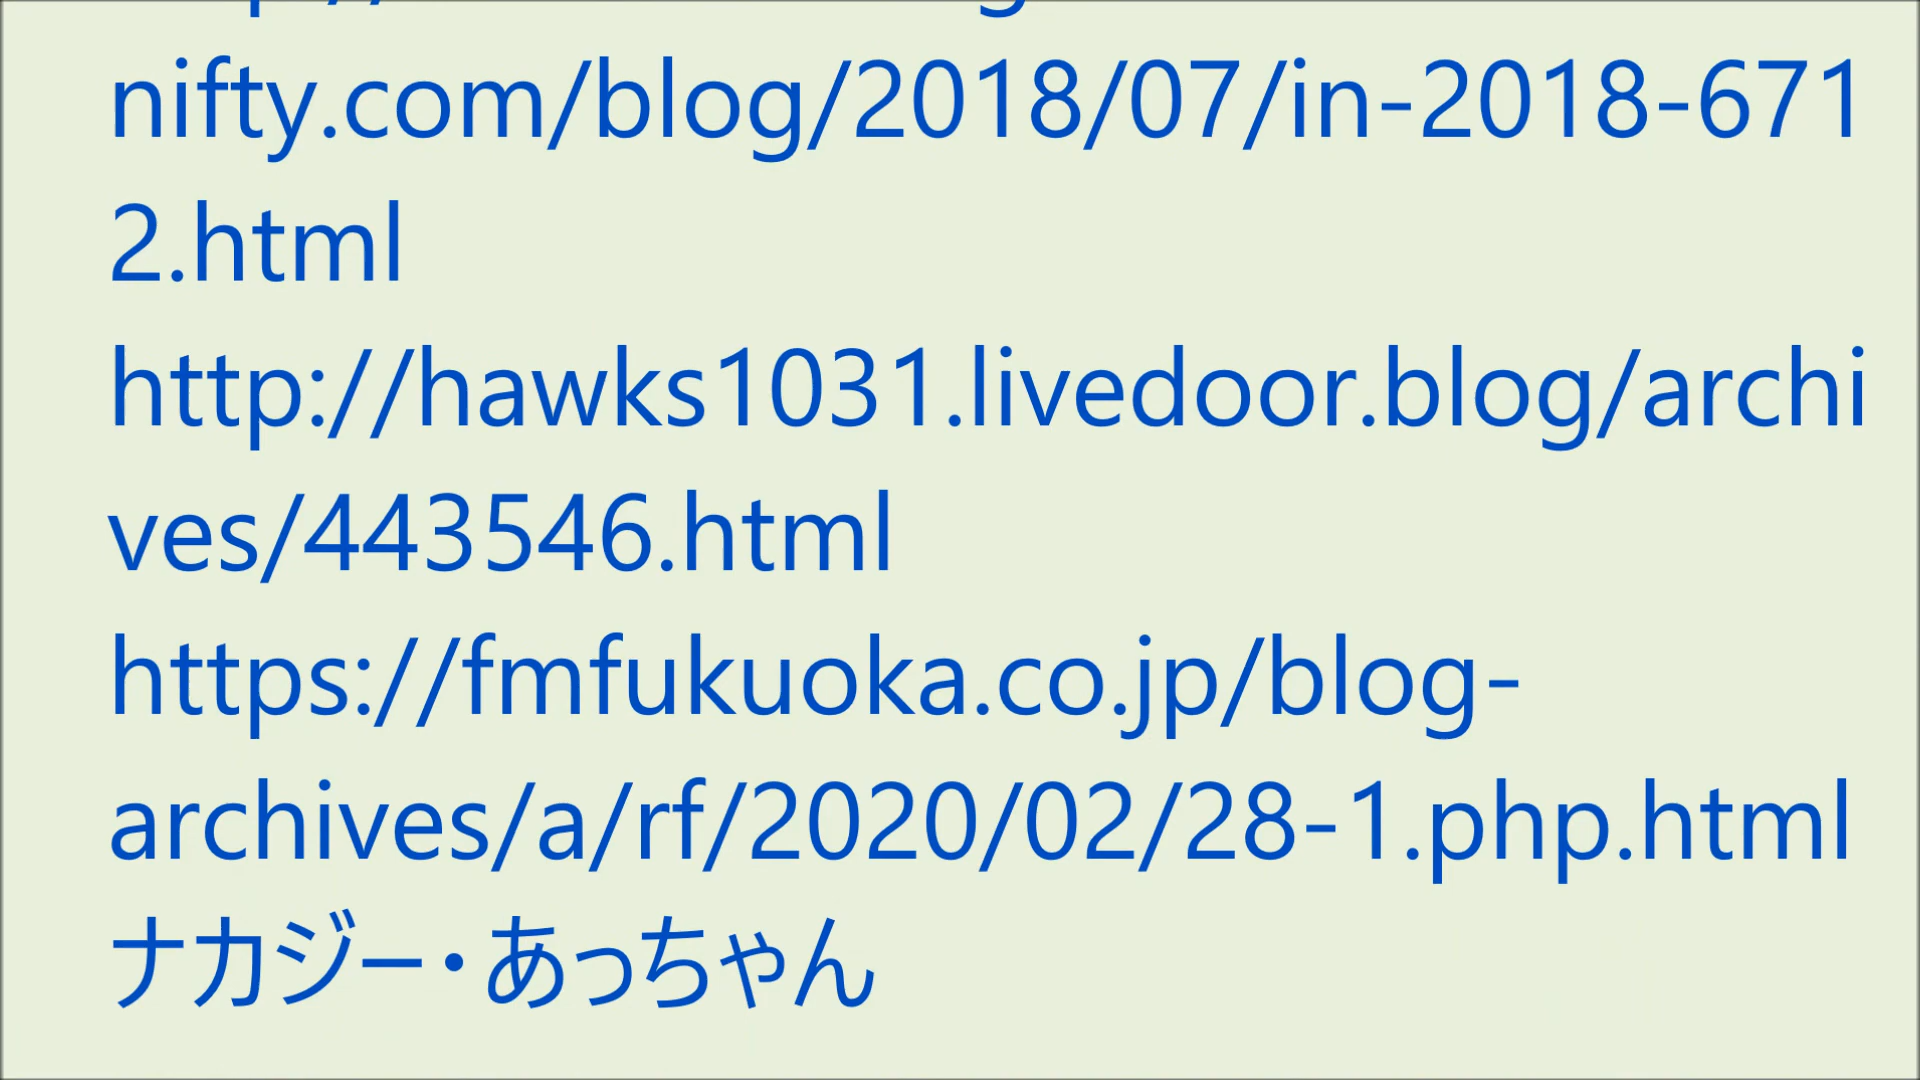 nifty.com/blog/2018/07/in-2018-671
2.html
http://hawks1031.livedoor.blog/archi
ves/443546.html
https://fmfukuoka.co.jp/blog-
archives/a/rf/2020/02/28-1.php.html
ナカジー・あっちゃん